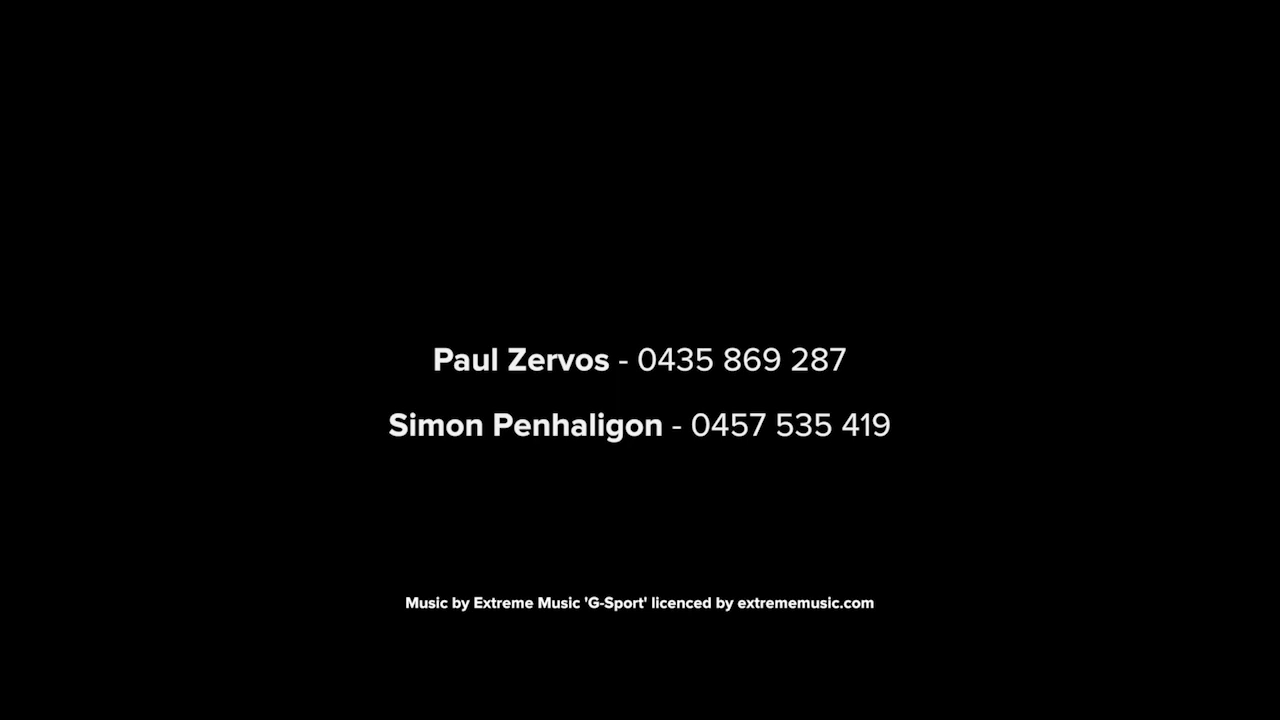 Paul Zervos - 0435 869 287
Simon Penhaligon - 0457 535 419
Music by Extreme Music 'G-Sport' licenced by extrememusic.com